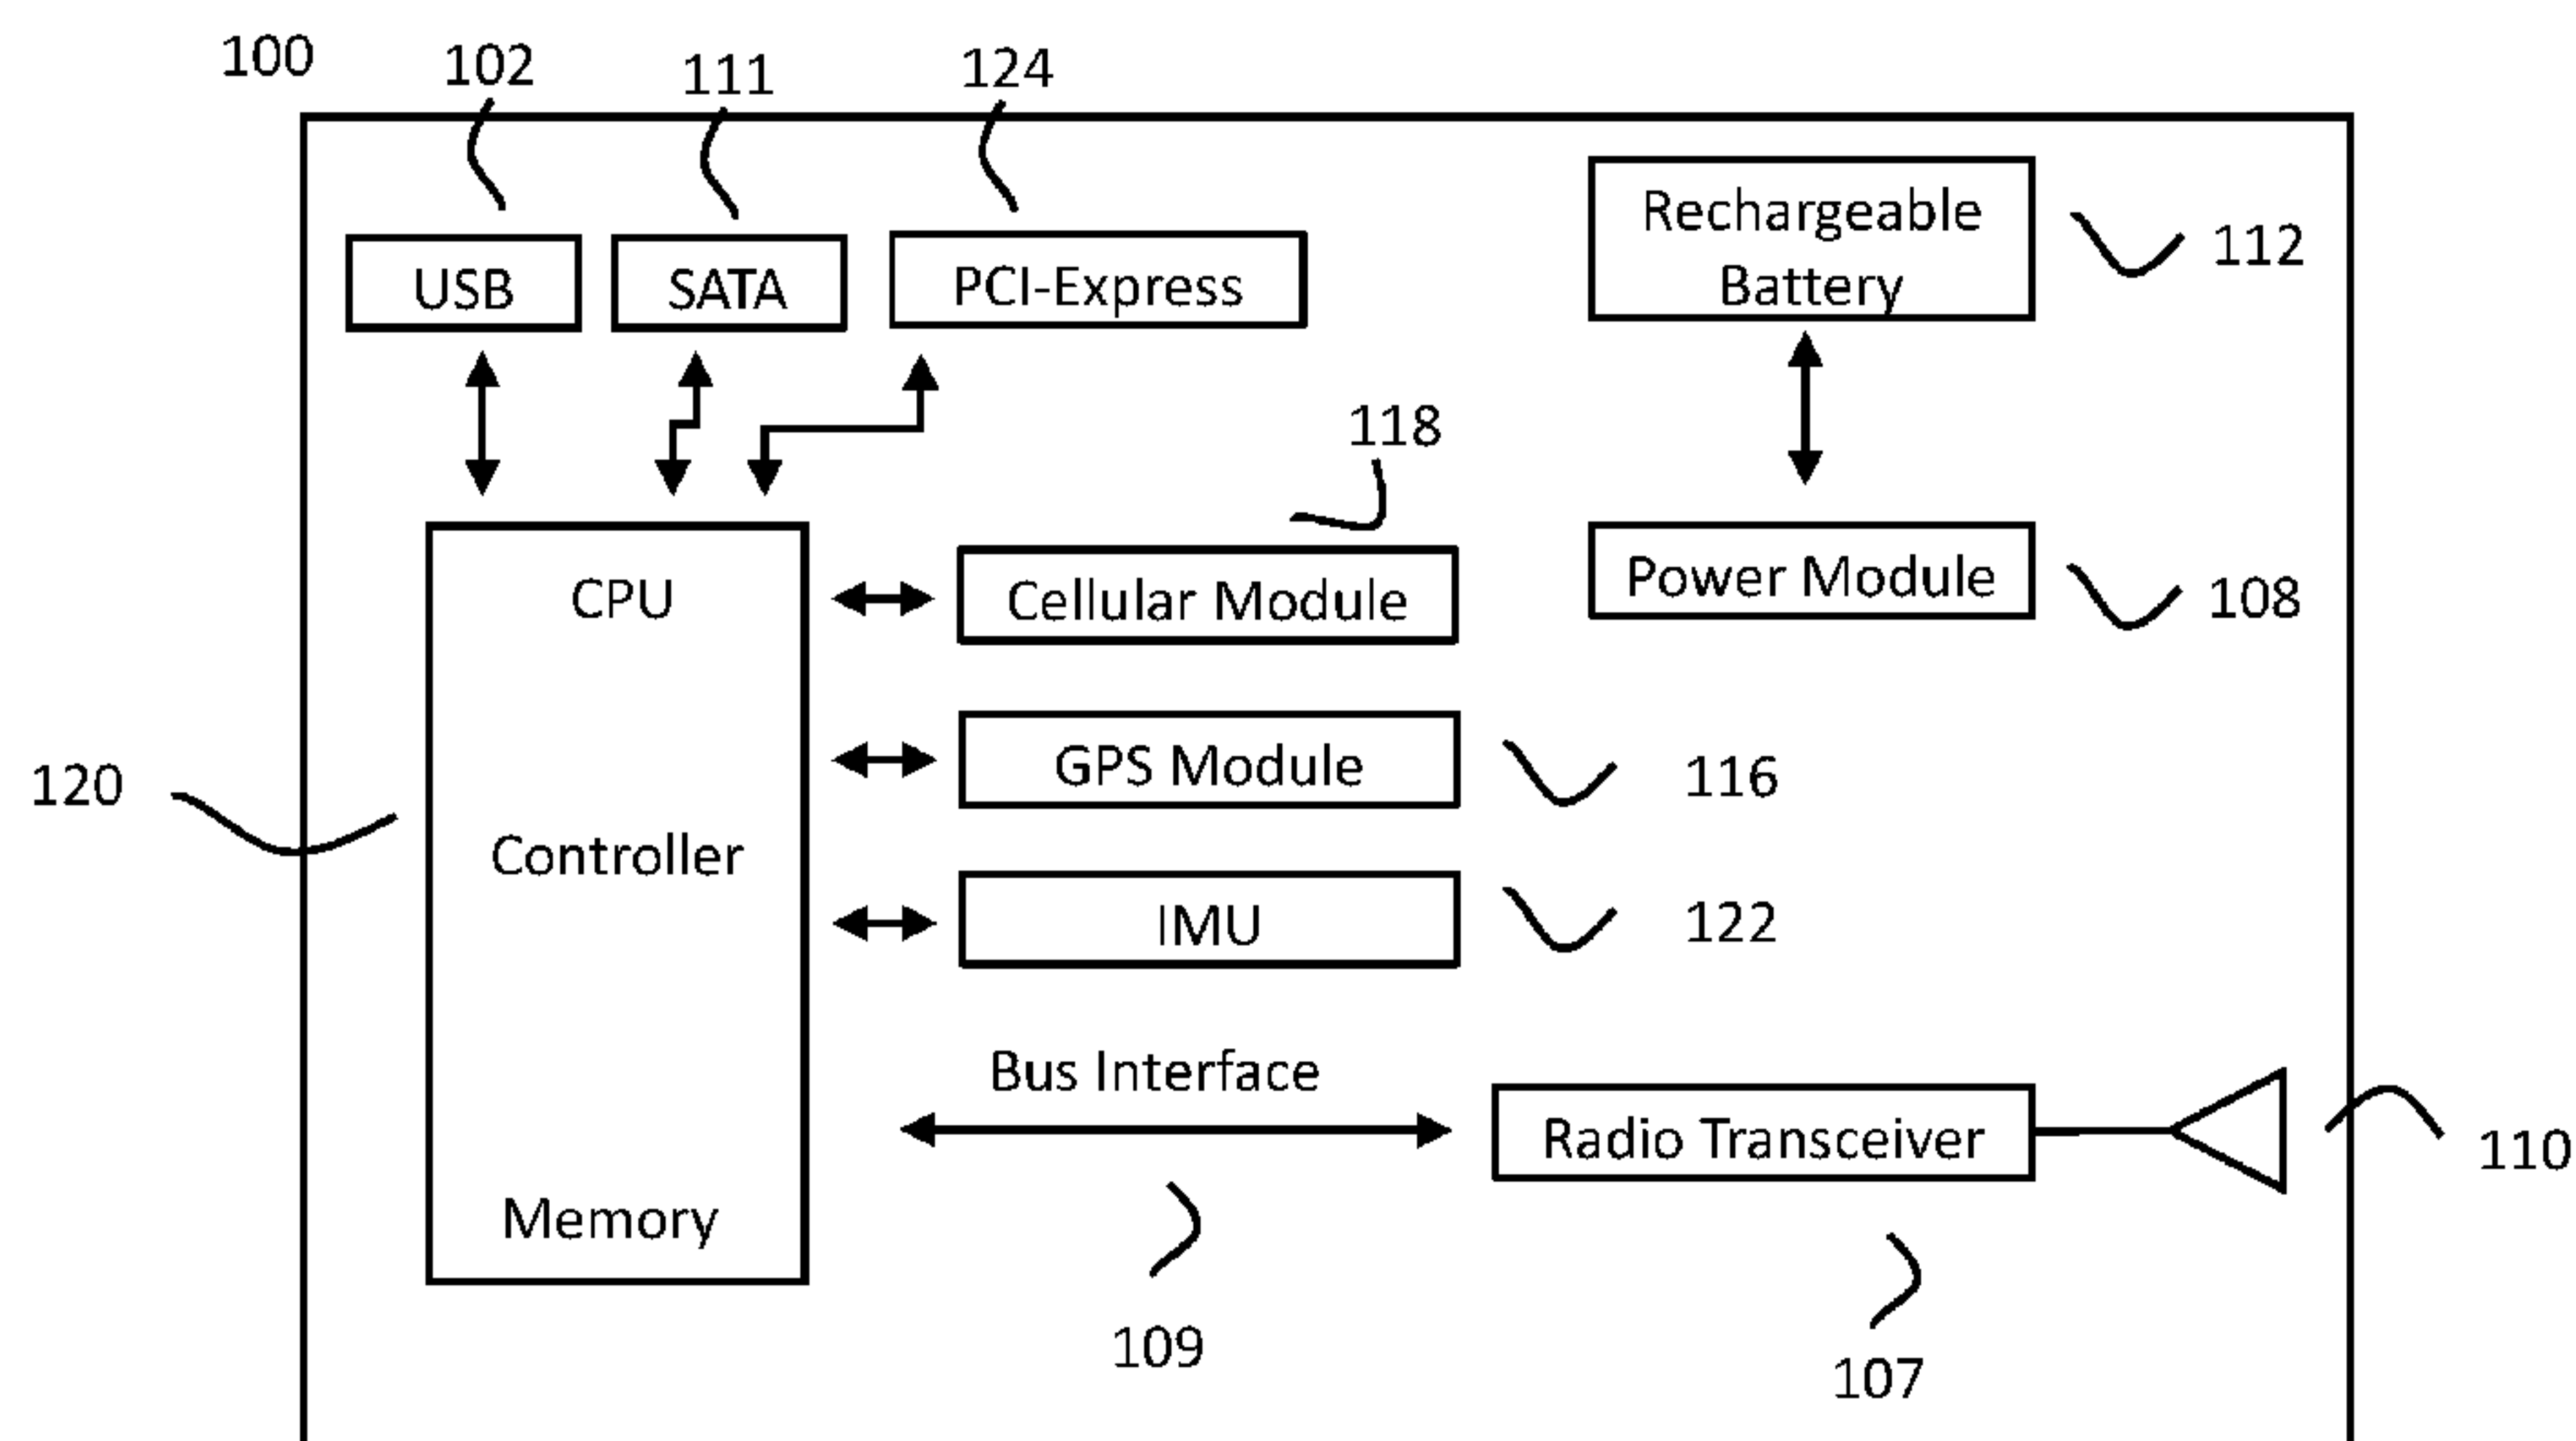 100
102
111
124
USB
SATA
PCI-Express
Rechargeable
Battery
112
118
CPU
Cellular Module
Power Module
108
GPS Module
116
120
Controller
IMU
122
Bus Interface
Radio Transceiver
110
Memory
109
107